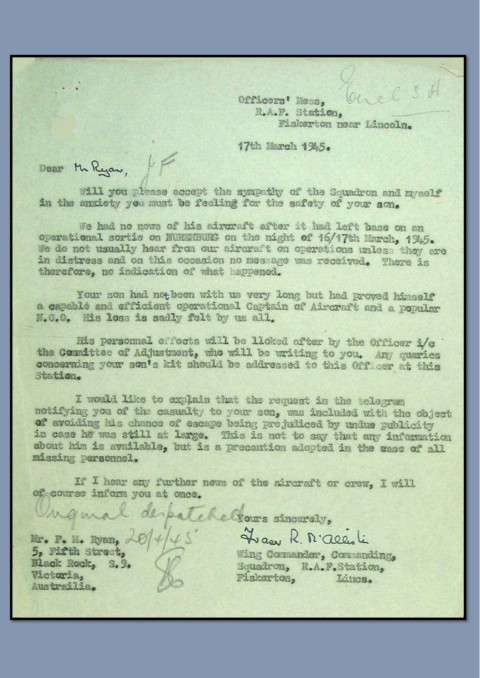 Encl 3A
Officers' Mess,
R.A.F. Station,
Fiskerton near Lincoln.
17th March 1945.
Dear Mr Ryan,
Will you please accept the sympathy of the Squadron and myself
in the anxiety you must be feeling for the safety of your son.
We had no news of his aircraft after it had left base on an
operational sortie on NUREMBURG on the night of 16/17th March, 1945.
We do not usually hear from our aircraft on operations unless they are
in distress and on this occasion no message was received. There is
therefore, no indication of what happened.
Your son had not been with us very long but had proved himself
a capable and efficient operational Captain of Aircraft and a popular
N.C.O. His loss is sadly felt by us all.
His personnal effects will be lloked after by the Officer i/c
the Committee of Adjustment, who will be writing to you. Any queries
concerning your son's kit should be addressed to this Officer at this
Station.
I would like to explain that the request in the telegram
notifying you of the casualty to your son, was included with the object
of avoiding his chance of escape being prejudiced by undue publicity
in case he was still at large. This is not to say that any information
about him is available, but is a precaution adopted in the case of all
missing personnel.
If I hear any further news of the aircraft or crew, I will
of course inform you at once.
Original despatched
Yours sincerely,
Mr. F. M. Ryan, 20/4/45
5, Fifth Street,
Wing Commander, Commanding,
Black Rock, S.9.
Squadron, R.A.F.Station,
Victoria,
Fiskerton, Lincs.
Austrailia.